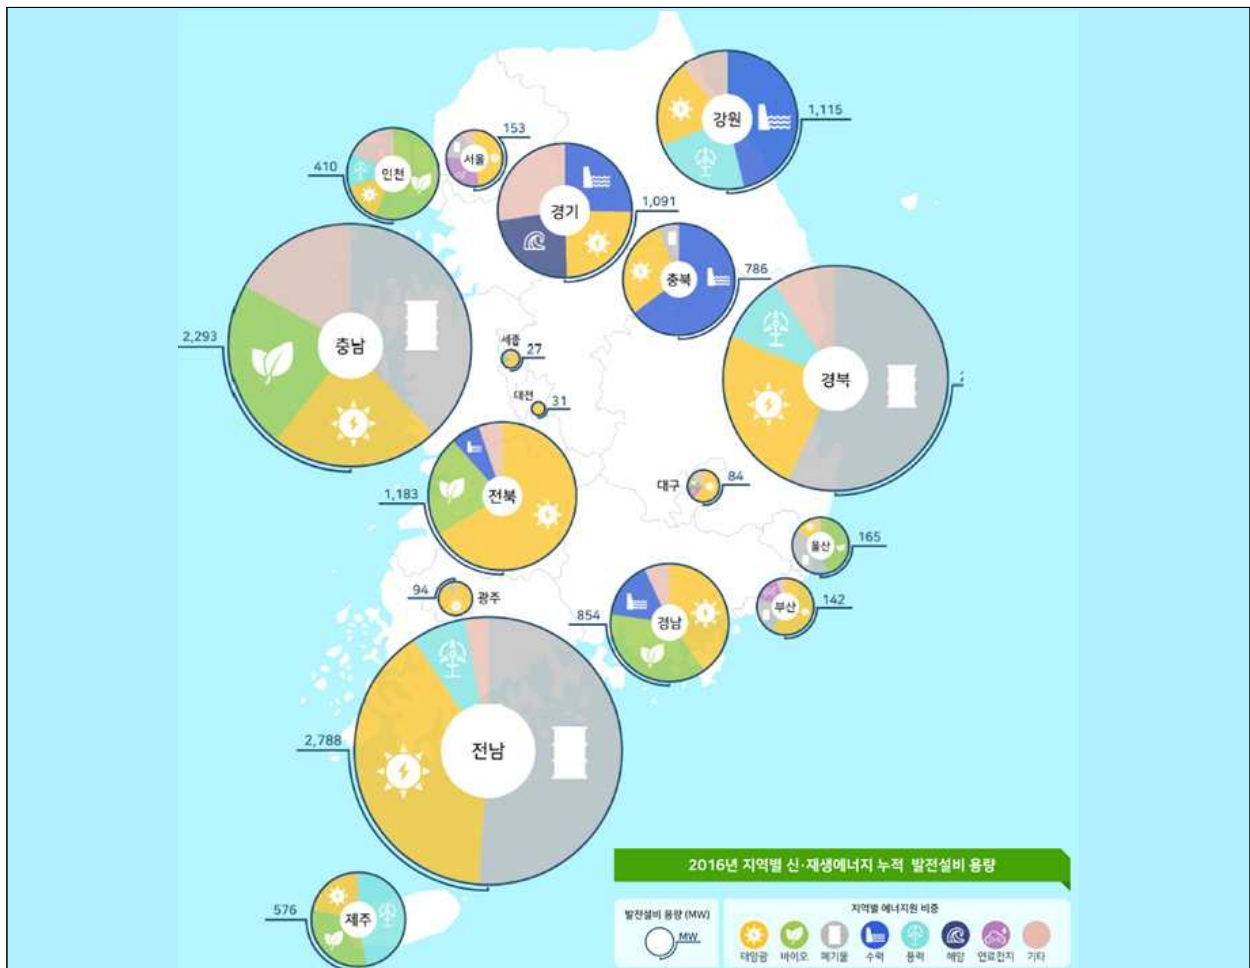 강원
1,115
153
서울
410
인천
경기
1,091
충북
786
2,293
충남
세종
27
대전
31
경북
전북
1,183
대구
84
울산
165
94
광주
854
경남
부산
142
2,788
전남
2016년 지역별 신·재생에너지 누적 발전설비 용량
576
제주
발전설비 용량 (MW)
MW
지역별 에너지원 비중
태양광 바이오 폐기물 수력 풍력 해양 연료전지 기타